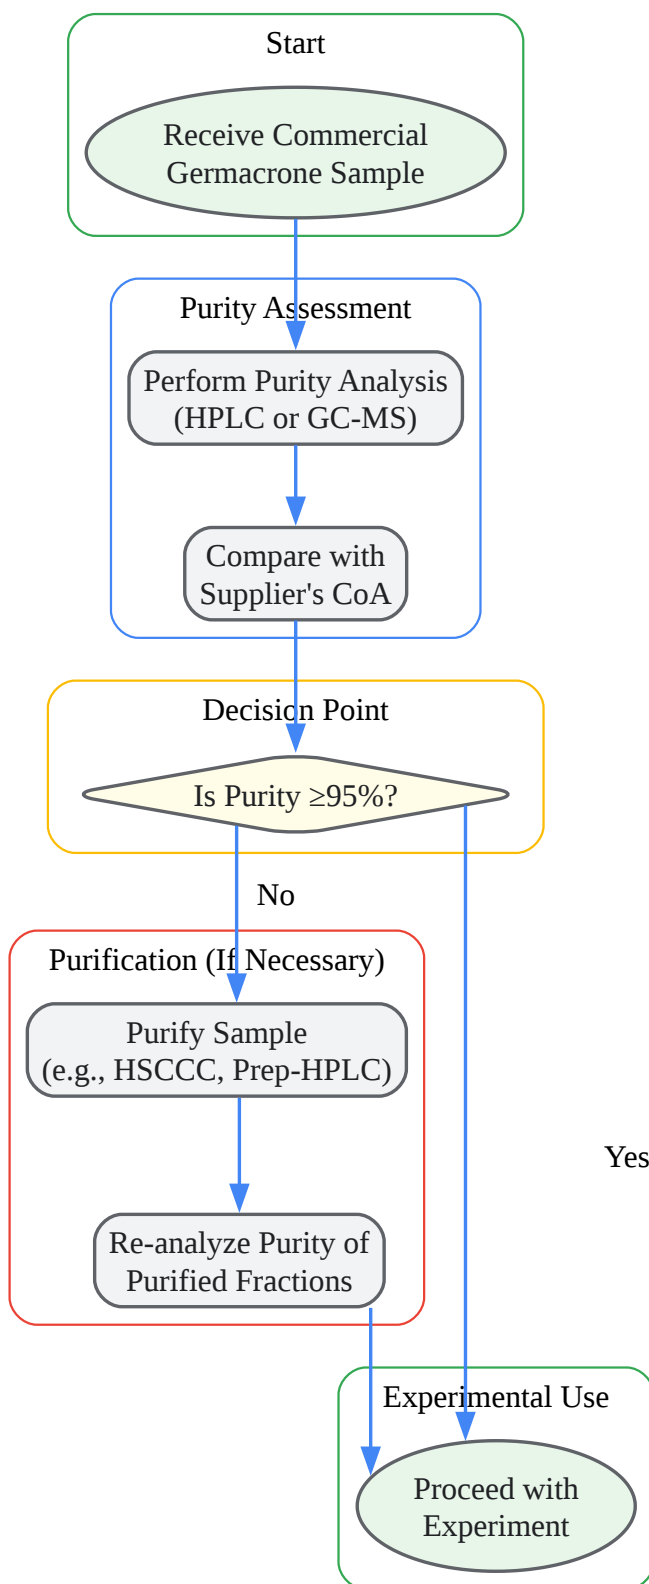 Start
Receive Commercial
Germacrone Sample
Purity Assessment
Perform Purity Analysis
(HPLC or GC-MS)
Compare with
Supplier's CoA
Decision Point
Is Purity ≥95%?
No
Purification (If Necessary)
Purify Sample
(e.g., HSCCC, Prep-HPLC)
Yes
Re-analyze Purity of
Purified Fractions
Experimental Use
Proceed with
Experiment